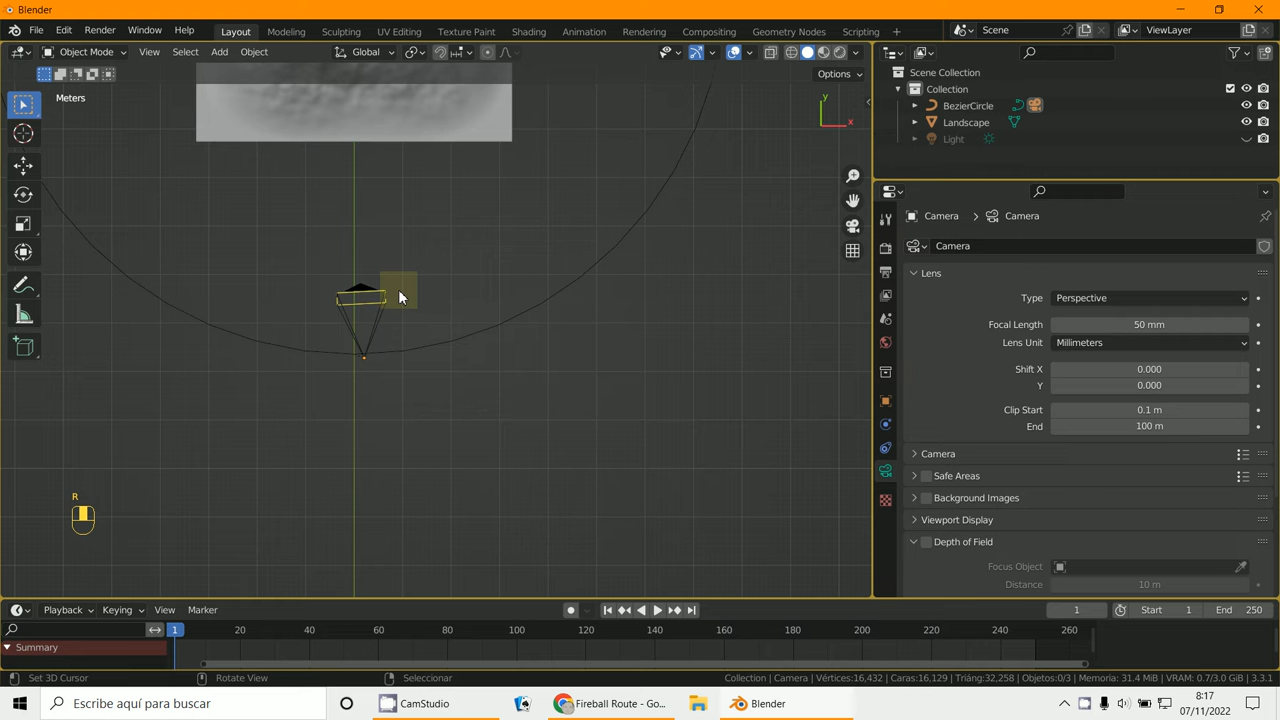 Blender
File Edit Render Window Help Layout Modeling Sculpting UV Editing Texture Paint Shading Animation Rendering Compositing Geometry Nodes Scripting + Scene ViewLayer
Object Mode View Select Add Object Global
Options
Meters
y
x
Scene Collection
Collection
BezierCircle
Landscape
Light
Camera > Camera
Camera
Lens
Type Perspective
Focal Length 50 mm
Lens Unit Millimeters
Shift X 0.000
Y 0.000
Clip Start 0.1 m
End 100 m
Camera
Safe Areas
Background Images
Viewport Display
Depth of Field
Focus Object
Distance 10 m
R
Playback Keying View Marker 1 Start 1 End 250
1 20 40 60 80 100 120 140 160 180 200 220 240 260
Summary
Set 3D Cursor Rotate View Seleccionar Collection | Camera | Vértices:16,432 | Caras:16,129 | Triáng:32,258 | Objetos:0/3 | Memoria: 31.4 MiB | VRAM: 0.7/3.0 GiB | 3.3.1
Escribe aquí para buscar CamStudio Fireball Route - Go... Blender 8:17
07/11/2022